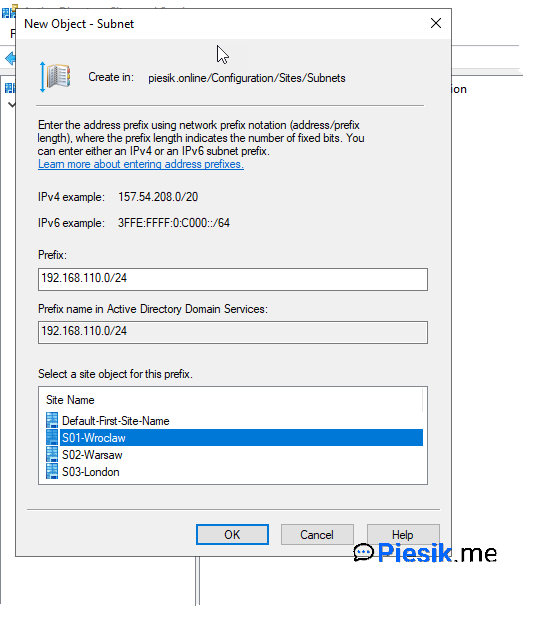 New Object - Subnet
Create in: piesik.online/Configuration/Sites/Subnets
Enter the address prefix using network prefix notation (address/prefix
length), where the prefix length indicates the number of fixed bits. You
can enter either an IPv4 or an IPv6 subnet prefix.
Learn more about entering address prefixes.
IPv4 example: 157.54.208.0/20
IPv6 example: 3FFE:FFFF:0:C000::/64
Prefix:
192.168.110.0/24
Prefix name in Active Directory Domain Services:
192.168.110.0/24
Select a site object for this prefix.
Site Name
Default-First-Site-Name
S01-Wroclaw
S02-Warsaw
S03-London
OK Cancel Help
Piesik.me